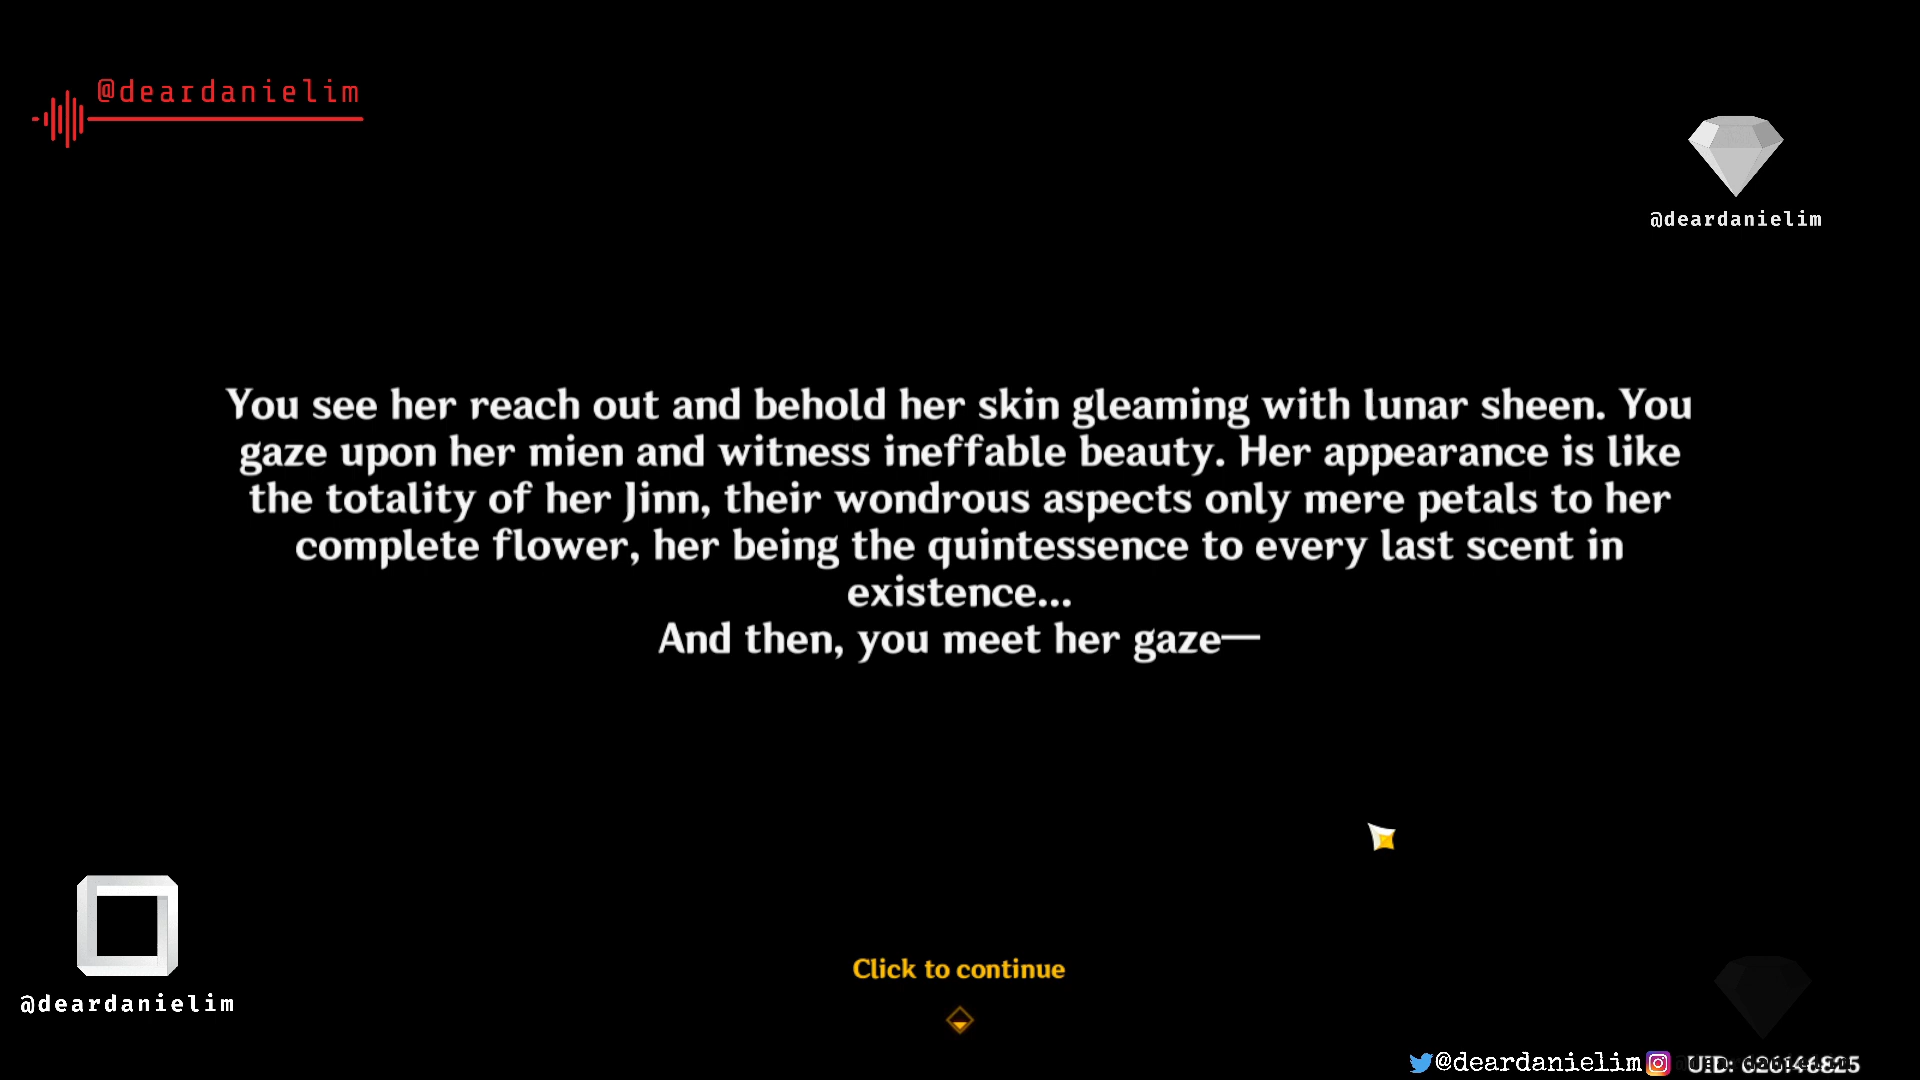 @deardanielim
@deardanielim
You see her reach out and behold her skin gleaming with lunar sheen. You
gaze upon her mien and witness ineffable beauty. Her appearance is like
the totality of her Jinn, their wondrous aspects only mere petals to her
complete flower, her being the quintessence to every last scent in
existence...
And then, you meet her gaze—
Click to continue
@deardanielim
@deardanielim UID: 626146825